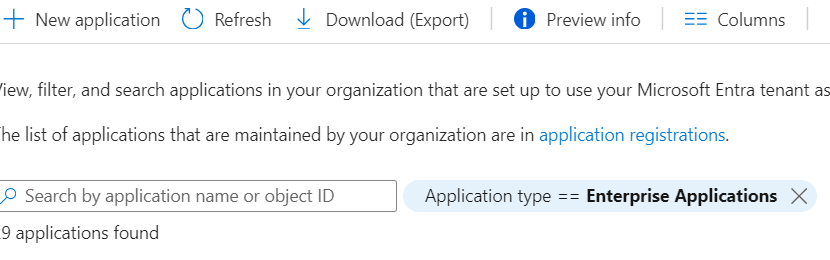 New application Refresh Download (Export) Preview info Columns
View, filter, and search applications in your organization that are set up to use your Microsoft Entra tenant as
The list of applications that are maintained by your organization are in application registrations.
Search by application name or object ID Application type == Enterprise Applications
9 applications found